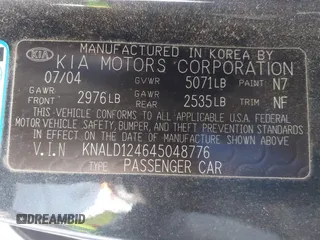 MANUFACTURED IN KOREA BY
KIA KIA MOTORS CORPORATION
07/04 GVWR 5071LB PAINT N7
GAWR FRONT 2976LB GAWR REAR 2535LB TRIM NF
THIS VEHICLE CONFORMS TO ALL APPLICABLE U.S.A FEDERAL
MOTOR VEHICLE SAFETY, BUMPER, AND THEFT PREVENTION STANDARDS
IN EFFECT ON THE DATE OF MANUFACTURE SHOWN ABOVE.
V.I.N KNALD124645048776
PASSENGER CAR
DREAMBID